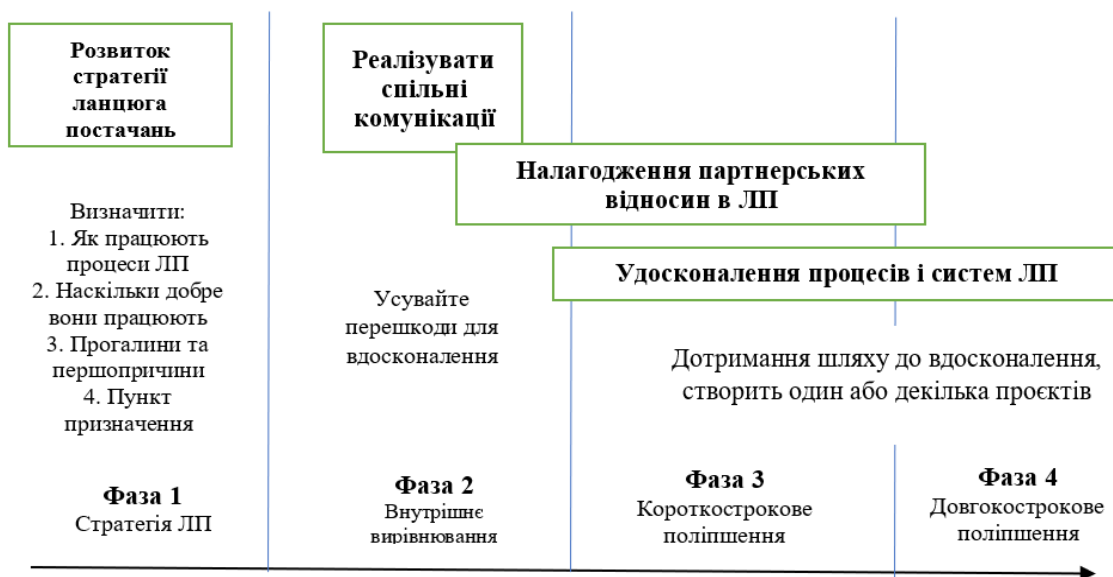 Розвиток
стратегії
ланцюга
постачань
Визначити:
1. Як працюють
процеси ЛП
2. Наскільки добре
вони працюють
3. Прогалини та
першопричини
4. Пункт
призначення
Фаза 1
Стратегія ЛП
Реалізувати
спільні
комунікації
Усувайте
перешкоди для
вдосконалення
Фаза 2
Внутрішнє
вирівнювання
Налагодження партнерських
відносин в ЛП
Удосконалення процесів і систем ЛП
Дотримання шляху до вдосконалення,
створить один або декілька проєктів
Фаза 3
Короткострокове
поліпшення
Фаза 4
Довгокострокове
поліпшення